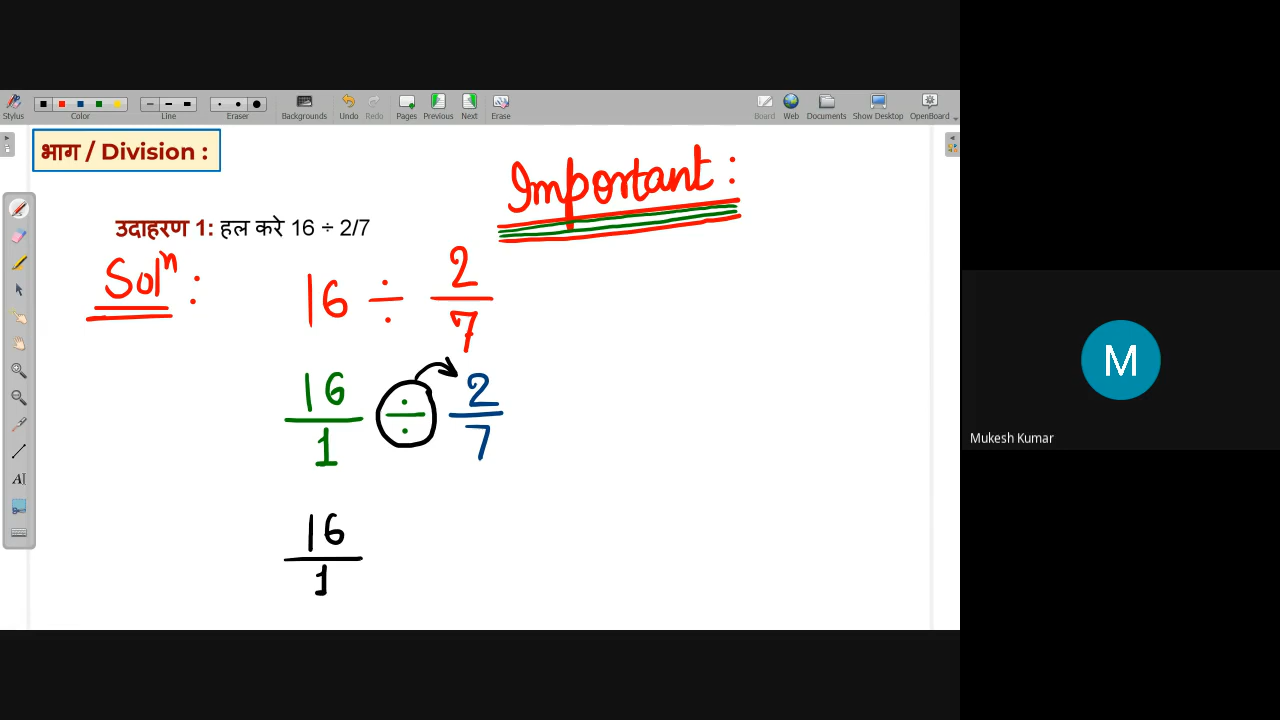 Stylus Color Line Eraser Backgrounds Undo Redo Pages Previous Next Erase Board Web Documents Show Desktop OpenBoard
भाग / Division :
Important :
उदाहरण 1: हल करे 16 ÷ 2/7
Solⁿ : 16 ÷ 2/7
16/1 ÷ 2/7
16/1
AI
M
Mukesh Kumar